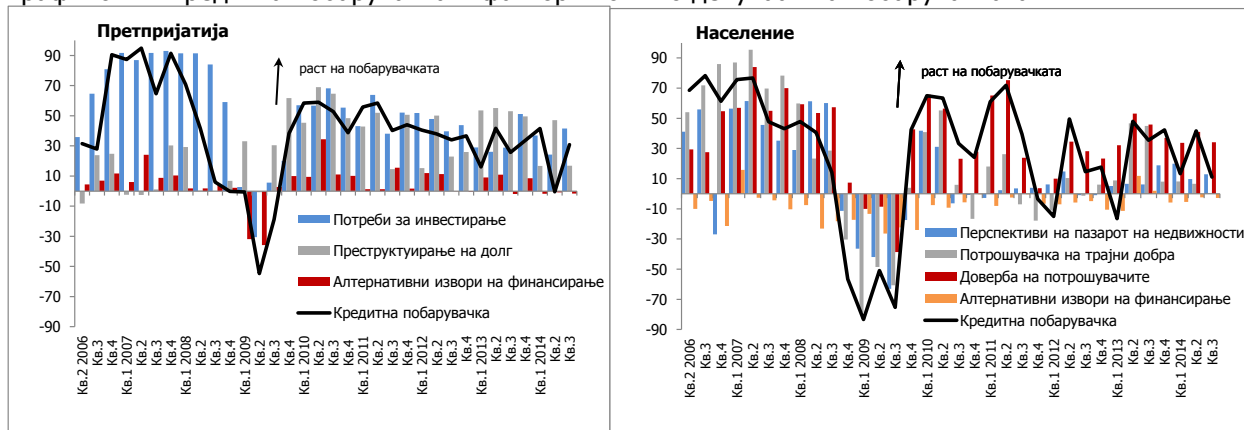 Претпријатија
90
70
50
30
10
-10
-30
-50
-70
-90
раст на побарувачката
Потреби за инвестирање
Преструктуирање на долг
Алтернативни извори на финансирање
Кредитна побарувачка
Кв.2 2006
Кв.3
Кв.4
Кв.1 2007
Кв.2
Кв.3
Кв.4
Кв.1 2008
Кв.2
Кв.3
Кв.4
Кв.1 2009
Кв.2
Кв.3
Кв.4
Кв.1 2010
Кв.2
Кв.3
Кв.4
Кв.1 2011
Кв.2
Кв.3
Кв.4
Кв.1 2012
Кв.2
Кв.3
Кв.4
Кв.1 2013
Кв.2
Кв.3
Кв.4
Кв.1 2014
Кв.2
Кв.3
Население
90
70
50
30
10
-10
-30
-50
-70
-90
раст на побарувачката
Перспективи на пазарот на недвижности
Потрошувачка на трајни добра
Доверба на потрошувачите
Алтернативни извори на финансирање
Кредитна побарувачка
Кв.2 2006
Кв.3
Кв.4
Кв.1 2007
Кв.2
Кв.3
Кв.4
Кв.1 2008
Кв.2
Кв.3
Кв.4
Кв.1 2009
Кв.2
Кв.3
Кв.4
Кв.1 2010
Кв.2
Кв.3
Кв.4
Кв.1 2011
Кв.2
Кв.3
Кв.4
Кв.1 2012
Кв.2
Кв.3
Кв.4
Кв.1 2013
Кв.2
Кв.3
Кв.4
Кв.1 2014
Кв.2
Кв.3